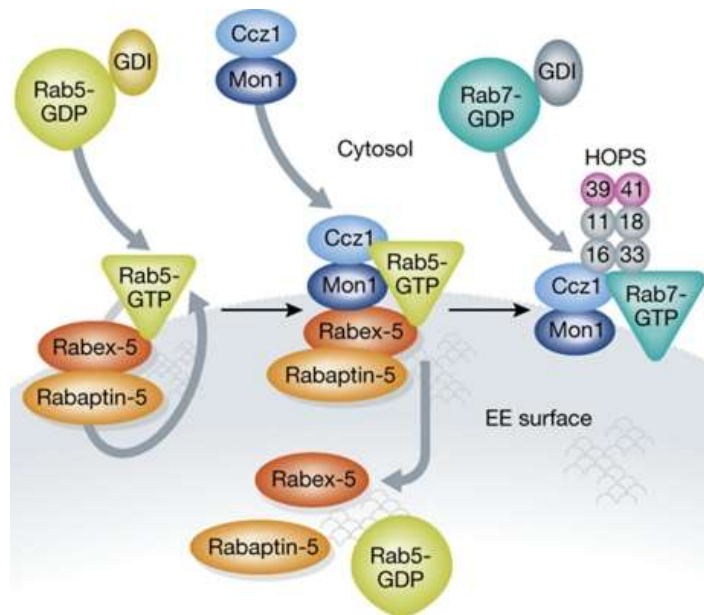 Ccz1
Mon1
GDI
Rab5-
GDP
GDI
Rab7-
GDP
Cytosol
HOPS
39 41
11 18
16 33
Rab5-
GTP
Rabex-5
Rabaptin-5
Ccz1
Mon1
Rab5-
GTP
Rabex-5
Rabaptin-5
Ccz1
Mon1
Rab7-
GTP
EE surface
Rabex-5
Rabaptin-5
Rab5-
GDP